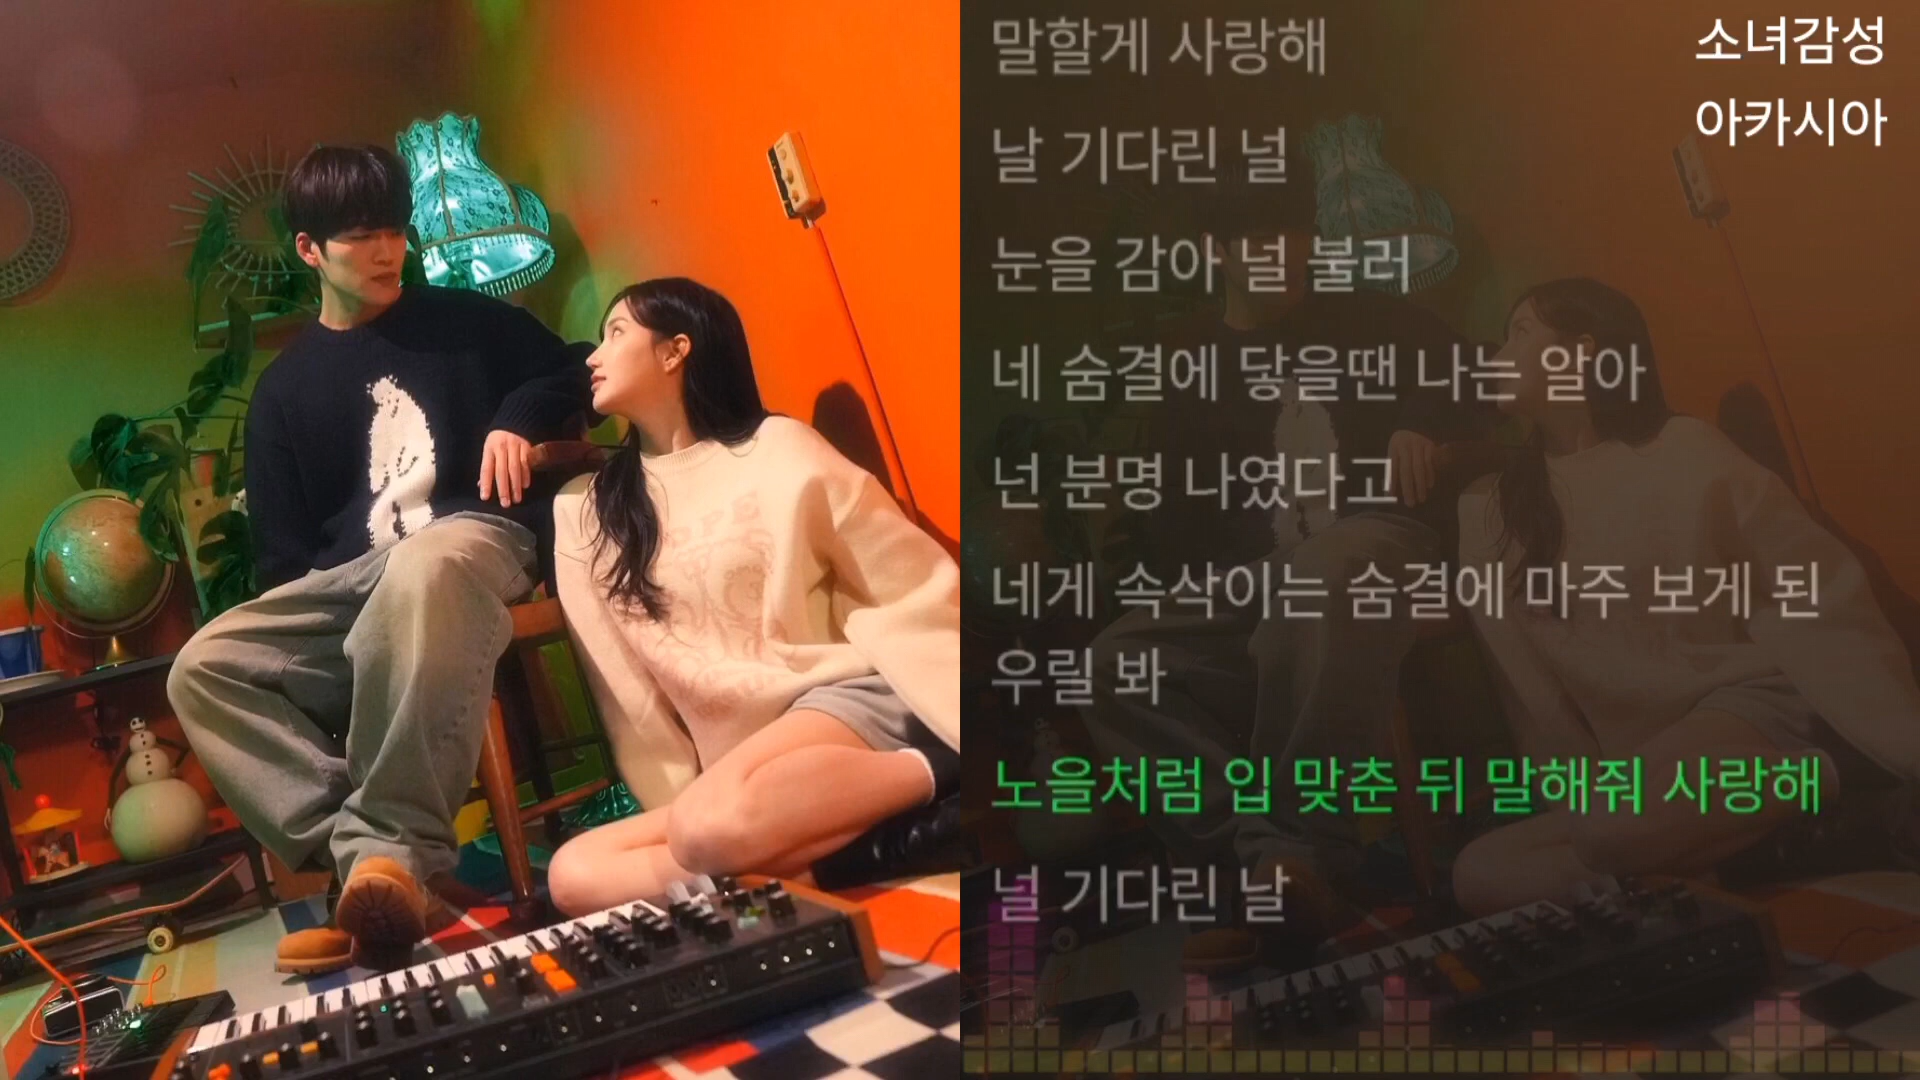 말할게 사랑해
날 기다린 널
눈을 감아 널 불러
네 숨결에 닿을땐 나는 알아
넌 분명 나였다고
네게 속삭이는 숨결에 마주 보게 된
우릴 봐
노을처럼 입 맞춘 뒤 말해줘 사랑해
널 기다린 날
소녀감성
아카시아